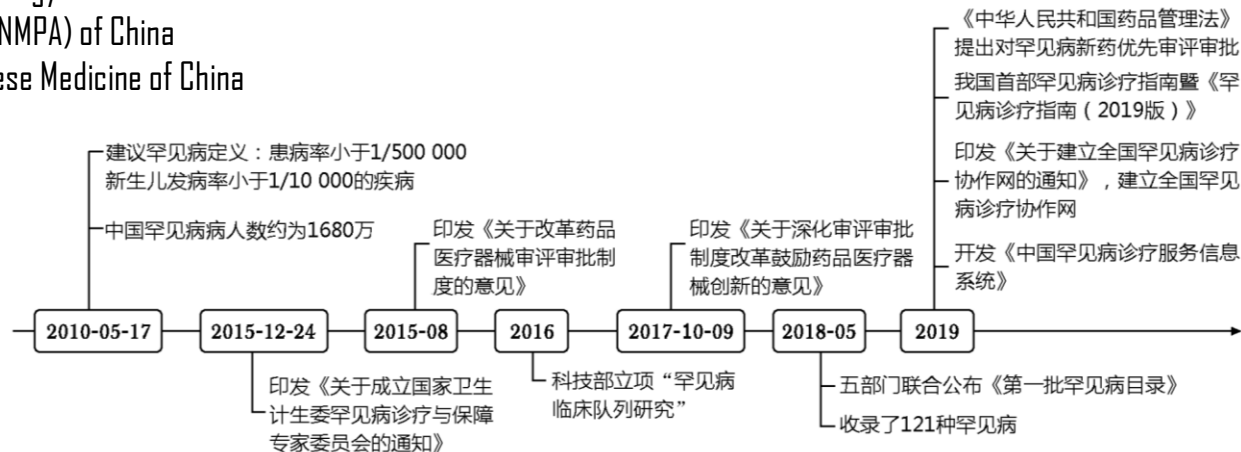 NMPA) of China
ese Medicine of China
建议罕见病定义：患病率小于1/500 000
新生儿发病率小于1/10 000的疾病
中国罕见病病人数约为1680万
印发《关于改革药品
医疗器械审评审批制
度的意见》
印发《关于深化审评审批
制度改革鼓励药品医疗器
械创新的意见》
《中华人民共和国药品管理法》
提出对罕见病新药优先审评审批
我国首部罕见病诊疗指南暨《罕
见病诊疗指南（2019版）》
印发《关于建立全国罕见病诊疗
协作网的通知》，建立全国罕见
病诊疗协作网
开发《中国罕见病诊疗服务信息
系统》
2010-05-17
2015-12-24
2015-08
2016
2017-10-09
2018-05
2019
印发《关于成立国家卫生
计生委罕见病诊疗与保障
专家委员会的通知》
科技部立项“罕见病
临床队列研究”
五部门联合公布《第一批罕见病目录》
收录了121种罕见病